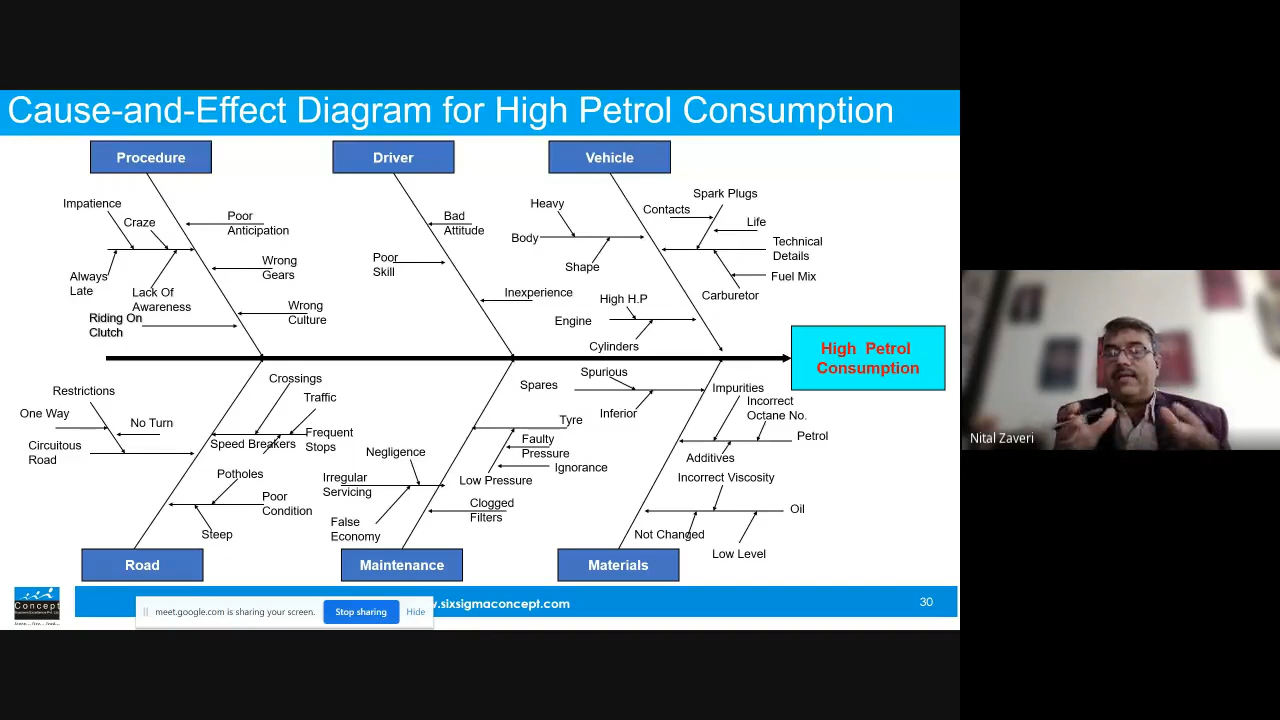 Cause-and-Effect Diagram for High Petrol Consumption
Procedure
Driver
Vehicle
Impatience
Craze
Poor
Anticipation
Always
Late
Lack Of
Awareness
Wrong
Gears
Riding On
Clutch
Wrong
Culture
Bad
Attitude
Poor
Skill
Inexperience
Heavy
Body
Shape
Spark Plugs
Contacts
Life
Technical
Details
Fuel Mix
Carburetor
High H.P
Engine
Cylinders
High Petrol
Consumption
Restrictions
One Way
No Turn
Circuitous
Road
Crossings
Traffic
Speed Breakers
Frequent
Stops
Potholes
Poor
Condition
Steep
Negligence
Irregular
Servicing
False
Economy
Tyre
Faulty
Pressure
Ignorance
Low Pressure
Clogged
Filters
Spares
Spurious
Inferior
Impurities
Incorrect
Octane No.
Petrol
Additives
Incorrect Viscosity
Oil
Not Changed
Low Level
Road
Maintenance
Materials
Concept
meet.google.com is sharing your screen.
Stop sharing
Hide
.sixsigmaconcept.com
30
Nital Zaveri